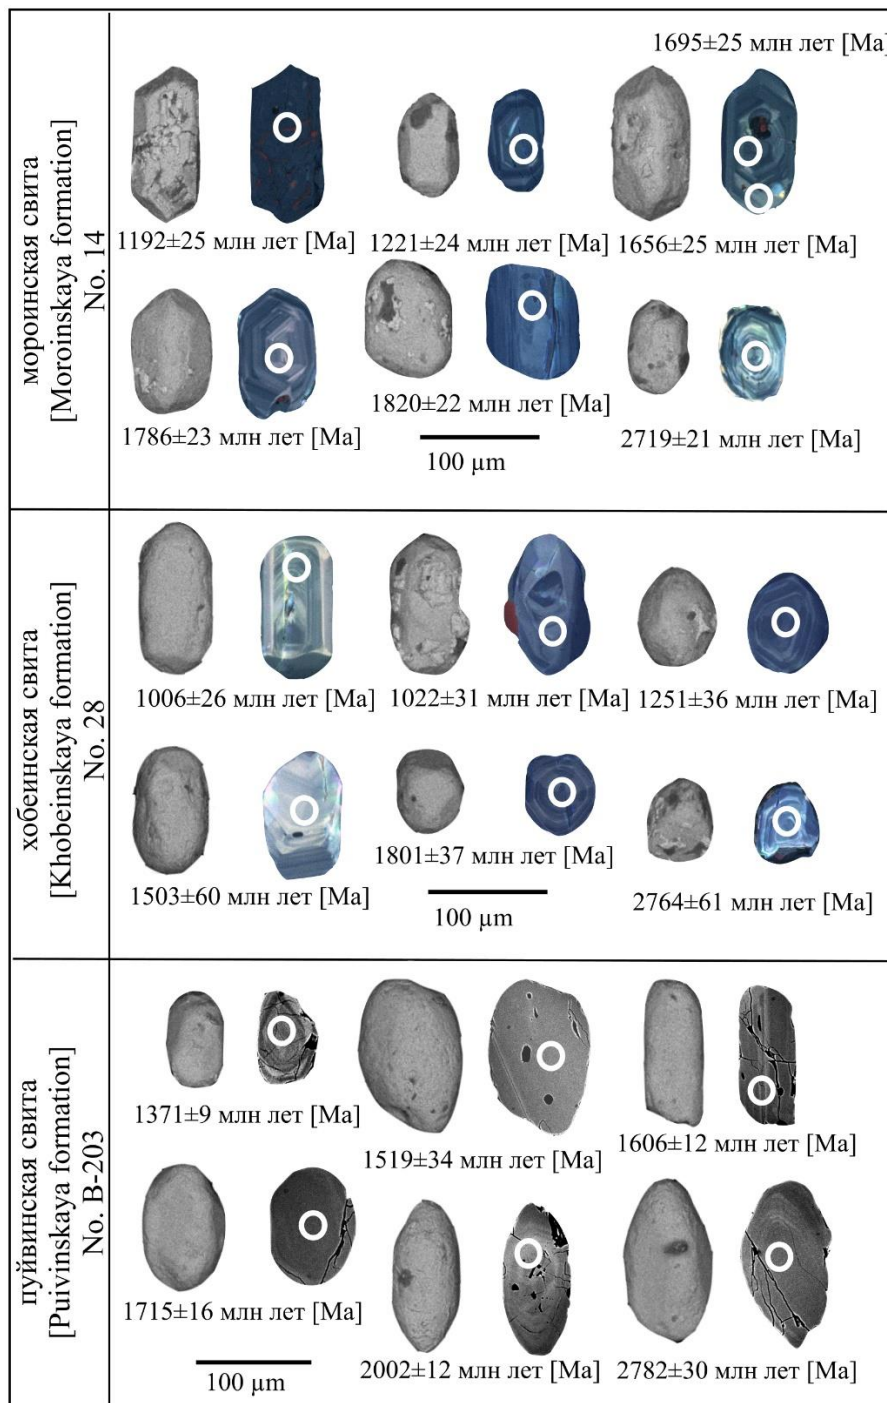 мороинская свита
[Moroinskaya formation]
No. 14
1695±25 млн лет [Ma]
1192±25 млн лет [Ma]
1221±24 млн лет [Ma]
1656±25 млн лет [Ma]
1786±23 млн лет [Ma]
1820±22 млн лет [Ma]
2719±21 млн лет [Ma]
100 µm
хобеинская свита
[Khobeinskaya formation]
No. 28
1006±26 млн лет [Ma]
1022±31 млн лет [Ma]
1251±36 млн лет [Ma]
1503±60 млн лет [Ma]
1801±37 млн лет [Ma]
2764±61 млн лет [Ma]
100 µm
пуйвинская свита
[Puivinskaya formation]
No. B-203
1371±9 млн лет [Ma]
1519±34 млн лет [Ma]
1606±12 млн лет [Ma]
1715±16 млн лет [Ma]
2002±12 млн лет [Ma]
2782±30 млн лет [Ma]
100 µm